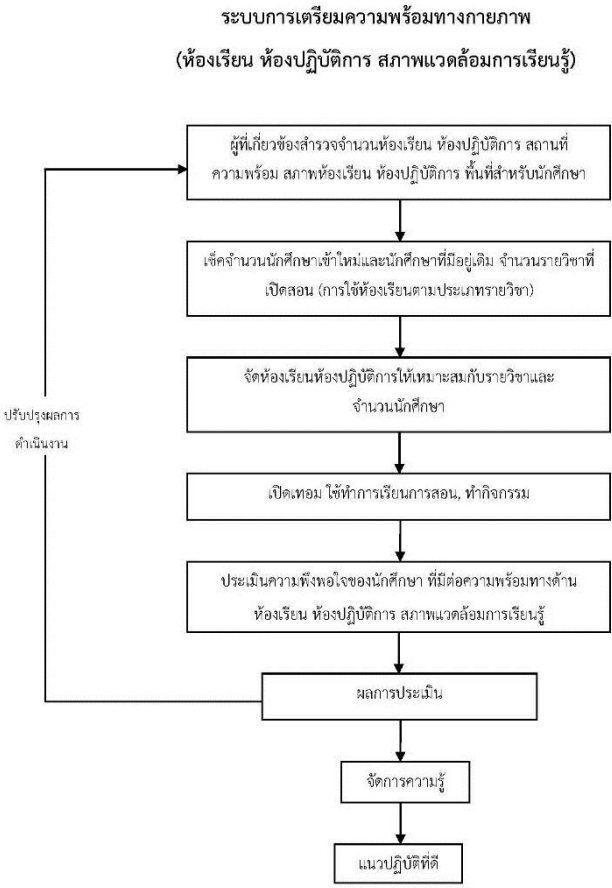 ระบบการเตรียมความพร้อมทางกายภาพ
(ห้องเรียน ห้องปฏิบัติการ สภาพแวดล้อมการเรียนรู้)
ผู้ที่เกี่ยวข้องสำรวจจำนวนห้องเรียน ห้องปฏิบัติการ สถานที่
ความพร้อม สภาพห้องเรียน ห้องปฏิบัติการ พื้นที่สำหรับนักศึกษา
เช็คจำนวนนักศึกษาเข้าใหม่และนักศึกษาที่มีอยู่เดิม จำนวนรายวิชาที่
เปิดสอน (การใช้ห้องเรียนตามประเภทรายวิชา)
จัดห้องเรียนห้องปฏิบัติการให้เหมาะสมกับรายวิชาและ
จำนวนนักศึกษา
ปรับปรุงผลการ
ดำเนินงาน
เปิดเทอม ใช้ทำการเรียนการสอน, ทำกิจกรรม
ประเมินความพึงพอใจของนักศึกษา ที่มีต่อความพร้อมทางด้าน
ห้องเรียน ห้องปฏิบัติการ สภาพแวดล้อมการเรียนรู้
ผลการประเมิน
จัดการความรู้
แนวปฏิบัติที่ดี